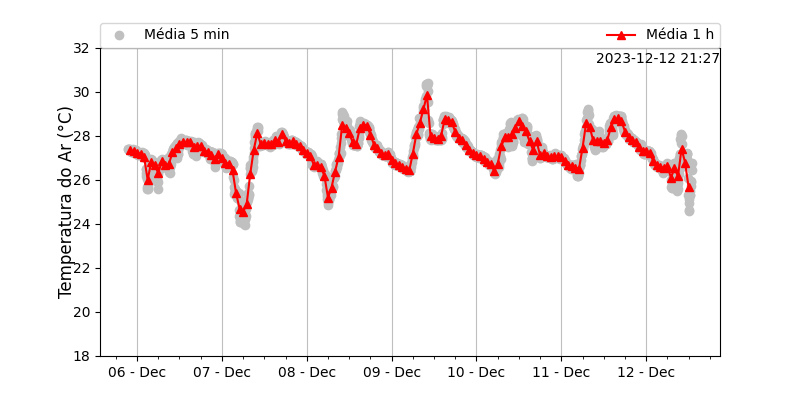 Média 5 min
Média 1 h
2023-12-12 21:27
Temperatura do Ar (°C)
32
30
28
26
24
22
20
18
06 - Dec
07 - Dec
08 - Dec
09 - Dec
10 - Dec
11 - Dec
12 - Dec